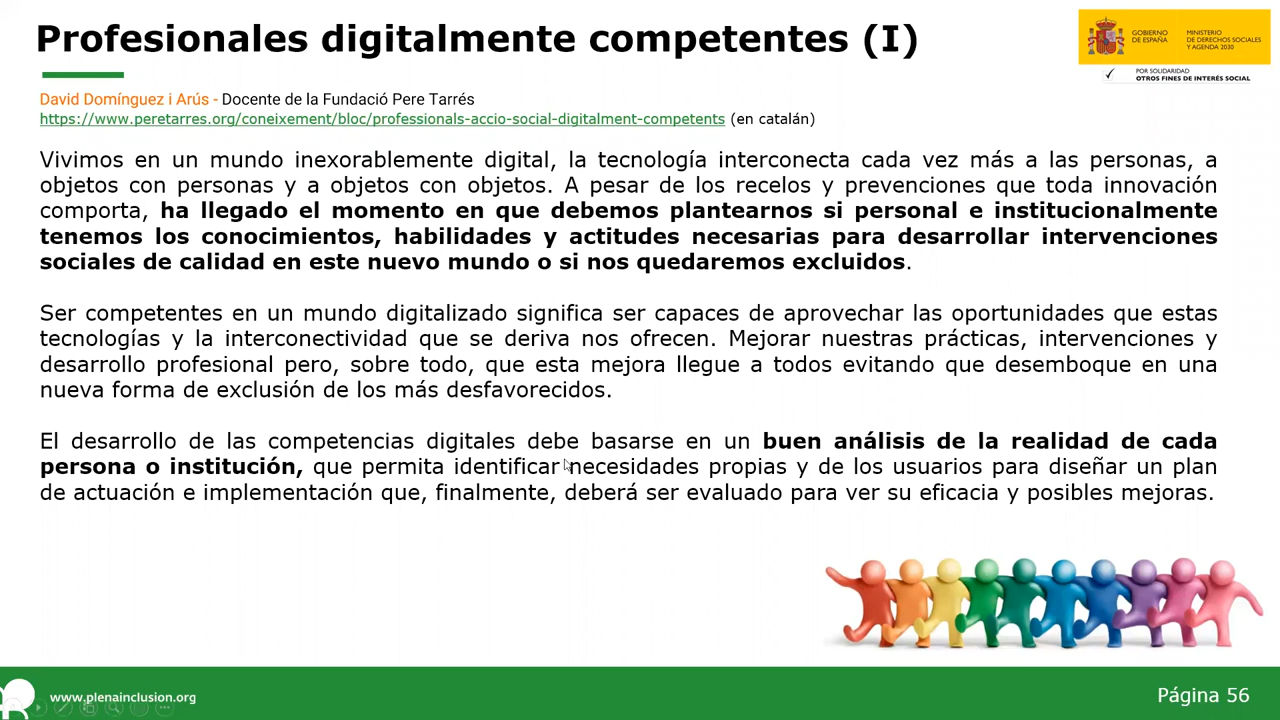 Profesionales digitalmente competentes (I)
GOBIERNO
DE ESPAÑA
MINISTERIO
DE DERECHOS SOCIALES
Y AGENDA 2030
POR SOLIDARIDAD
OTROS FINES DE INTERÉS SOCIAL
David Domínguez i Arús - Docente de la Fundació Pere Tarrés
https://www.peretarres.org/coneixement/bloc/professionals-accio-social-digitalment-competents (en catalán)
Vivimos en un mundo inexorablemente digital, la tecnología interconecta cada vez más a las personas, a
objetos con personas y a objetos con objetos. A pesar de los recelos y prevenciones que toda innovación
comporta, ha llegado el momento en que debemos plantearnos si personal e institucionalmente
tenemos los conocimientos, habilidades y actitudes necesarias para desarrollar intervenciones
sociales de calidad en este nuevo mundo o si nos quedaremos excluidos.
Ser competentes en un mundo digitalizado significa ser capaces de aprovechar las oportunidades que estas
tecnologías y la interconectividad que se deriva nos ofrecen. Mejorar nuestras prácticas, intervenciones y
desarrollo profesional pero, sobre todo, que esta mejora llegue a todos evitando que desemboque en una
nueva forma de exclusión de los más desfavorecidos.
El desarrollo de las competencias digitales debe basarse en un buen análisis de la realidad de cada
persona o institución, que permita identificar necesidades propias y de los usuarios para diseñar un plan
de actuación e implementación que, finalmente, deberá ser evaluado para ver su eficacia y posibles mejoras.
www.plenainclusion.org
Página 56